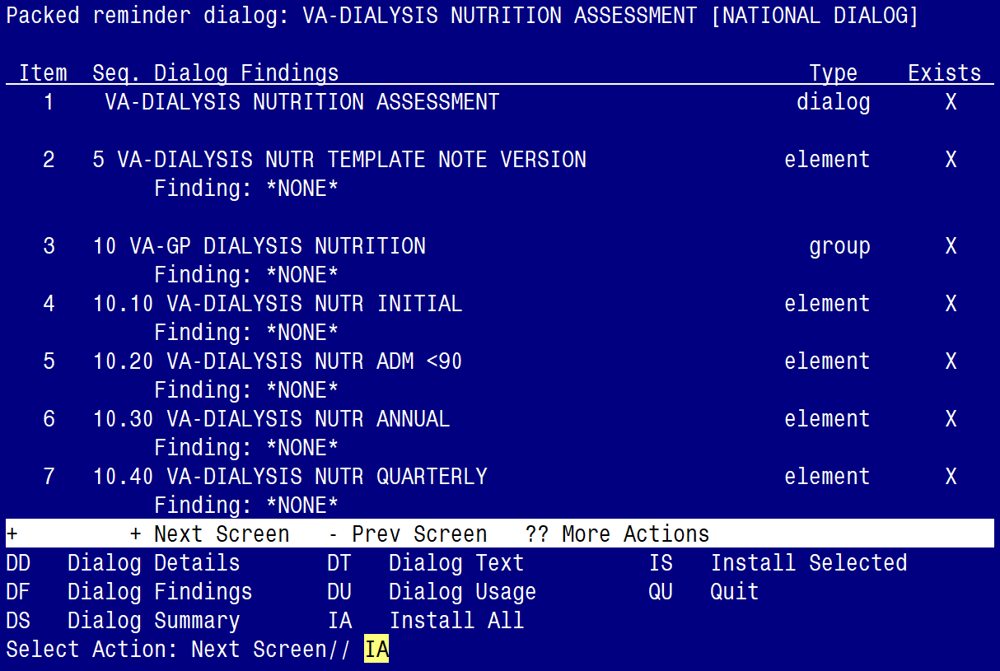 Packed reminder dialog: VA-DIALYSIS NUTRITION ASSESSMENT [NATIONAL DIALOG]
Item Seq. Dialog Findings Type Exists
1 VA-DIALYSIS NUTRITION ASSESSMENT dialog X
2 5 VA-DIALYSIS NUTR TEMPLATE NOTE VERSION element X
Finding: *NONE*
3 10 VA-GP DIALYSIS NUTRITION group X
Finding: *NONE*
4 10.10 VA-DIALYSIS NUTR INITIAL element X
Finding: *NONE*
5 10.20 VA-DIALYSIS NUTR ADM <90 element X
Finding: *NONE*
6 10.30 VA-DIALYSIS NUTR ANNUAL element X
Finding: *NONE*
7 10.40 VA-DIALYSIS NUTR QUARTERLY element X
Finding: *NONE*
+ + Next Screen - Prev Screen ?? More Actions
DD Dialog Details DT Dialog Text IS Install Selected
DF Dialog Findings DU Dialog Usage QU Quit
DS Dialog Summary IA Install All
Select Action: Next Screen// IA